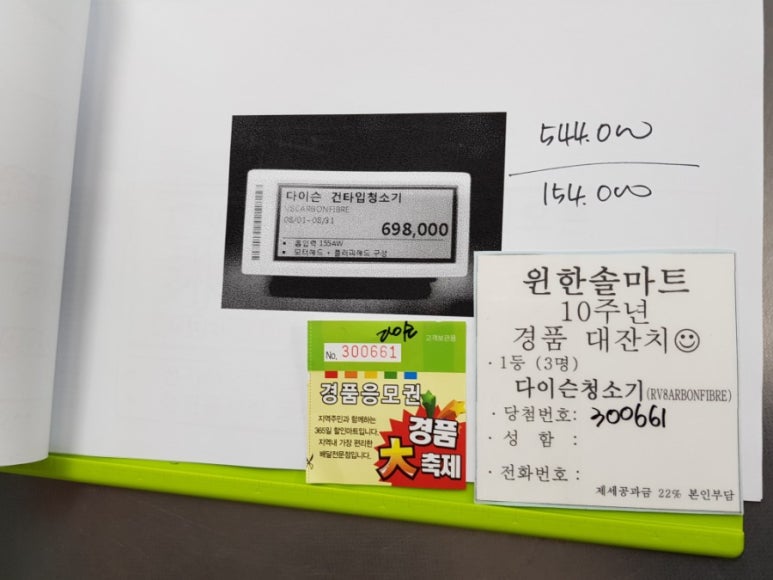 544.000
154.000
다이슨 건타입청소기
V8CARBONFIBRE
08/01~08/31
698,000
• 흡입력 155AW
• 모터헤드 + 플러피헤드 구성
고객보관용
No. 300661
경품응모권
지역주민과 함께하는
365일 할인마트입니다.
지역내 가장 편리한
배달전문점입니다.
경품
大 축제
윈한솔마트
10주년
경품 대잔치
·1등 (3명)
다이슨청소기(RV8ARBONFIBRE)
·당첨번호: 300661
·성 함 :
·전화번호 :
제세공과금 22% 본인부담